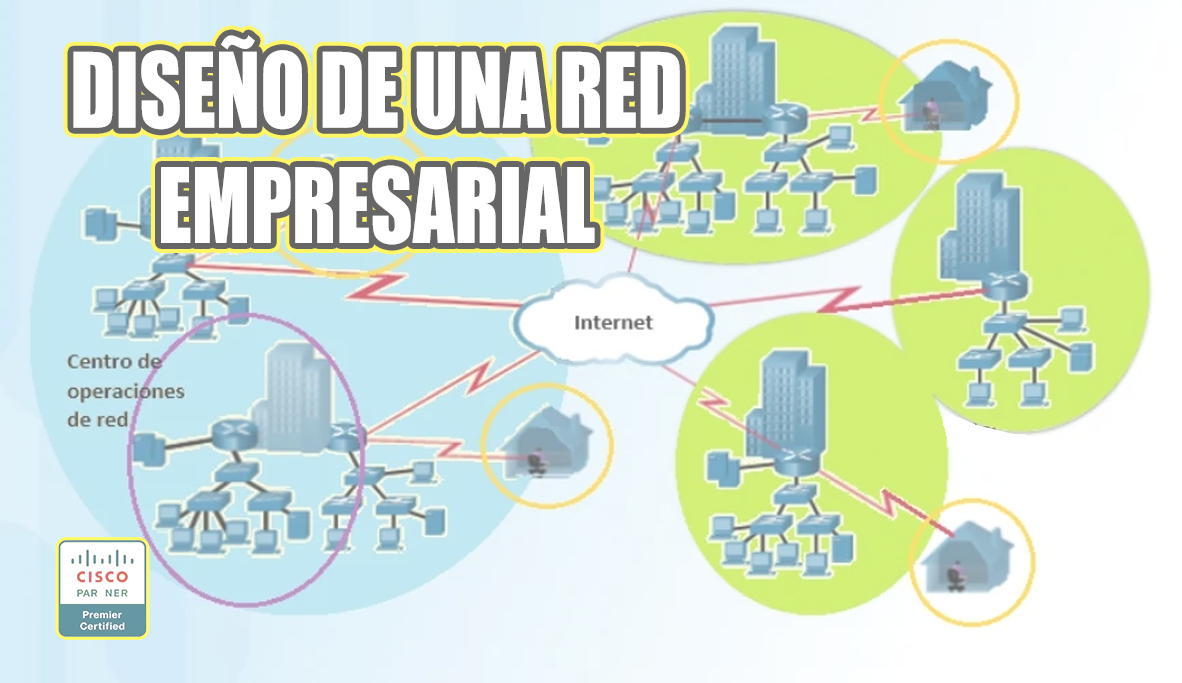 DISEÑO DE UNA RED
EMPRESARIAL
Internet
Centro de
operaciones
de red
CISCO
PAR NER
Premier
Certified